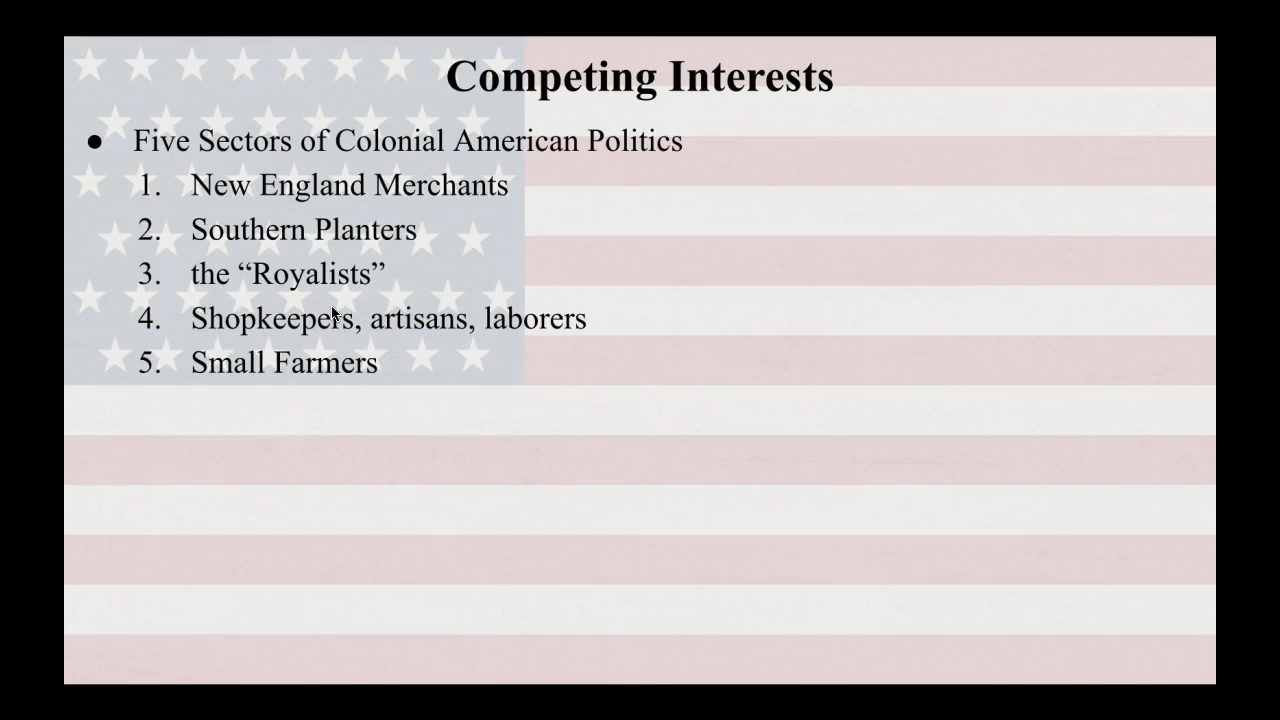 Competing Interests
● Five Sectors of Colonial American Politics
1. New England Merchants
2. Southern Planters
3. the “Royalists”
4. Shopkeepers, artisans, laborers
5. Small Farmers